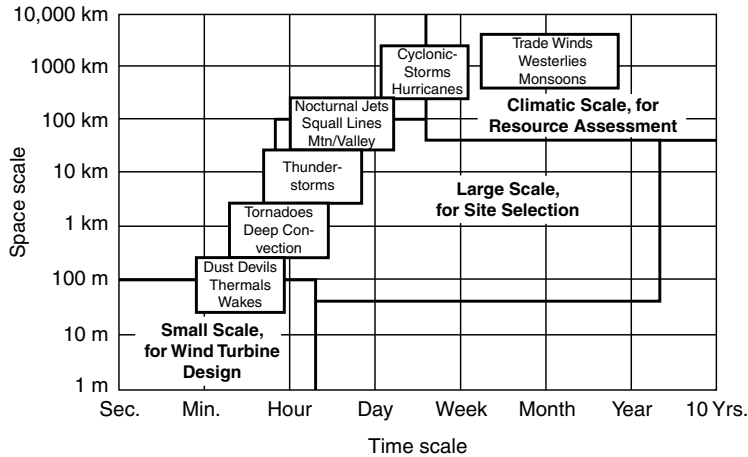 10,000 km
1000 km
100 km
10 km
1 km
100 m
10 m
1 m
Space scale
Cyclonic-
Storms
Hurricanes
Trade Winds
Westerlies
Monsoons
Climatic Scale, for
Resource Assessment
Nocturnal Jets
Squall Lines
Mtn/Valley
Thunder-
storms
Large Scale,
for Site Selection
Tornadoes
Deep Con-
vection
Dust Devils
Thermals
Wakes
Small Scale,
for Wind Turbine
Design
Sec.
Min.
Hour
Day
Week
Month
Year
10 Yrs.
Time scale